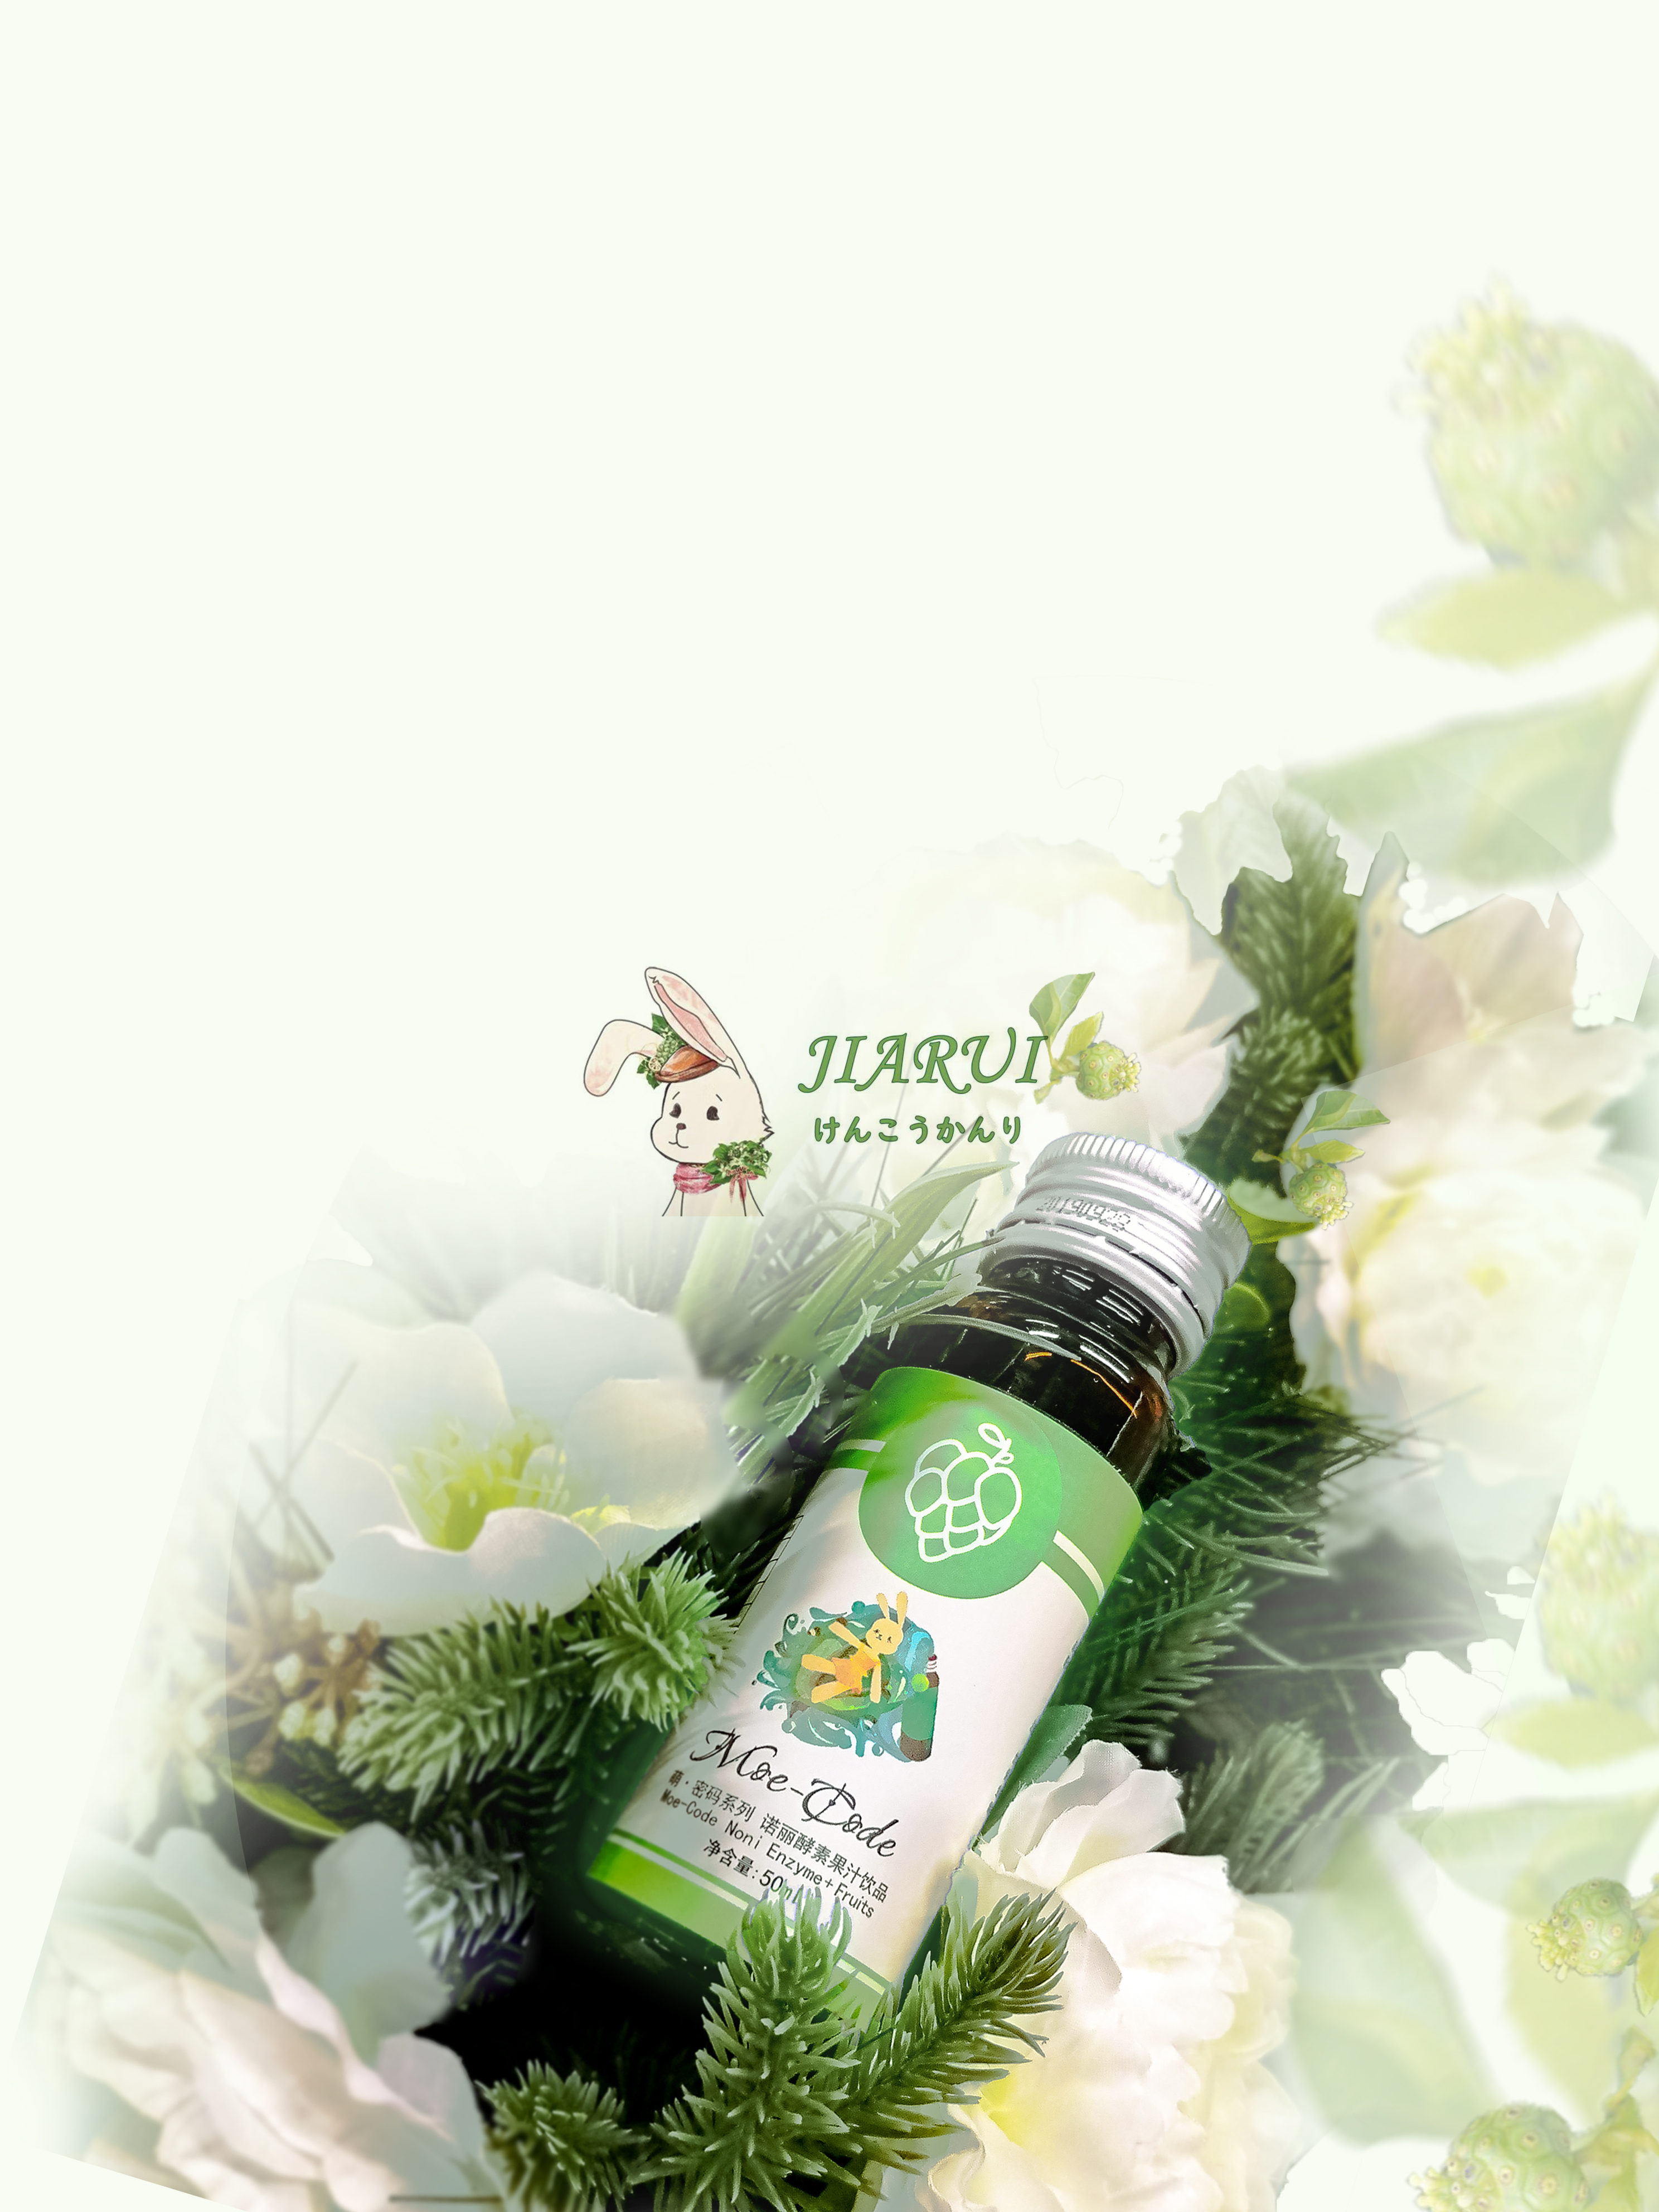 JIARUI
けんこうかんり
20190928
Moe-Code
萌·密码系列 诺丽酵素果汁饮品
Moe-Code Noni Enzyme+Fruits
净含量:50ml